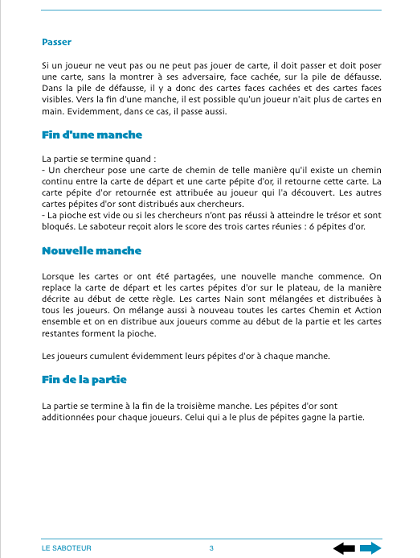 Passer
Si un joueur ne veut pas ou ne peut pas jouer de carte, il doit passer et doit poser
une carte, sans la montrer à ses adversaire, face cachée, sur la pile de défausse.
Dans la pile de défausse, il y a donc des cartes faces cachées et des cartes faces
visibles. Vers la fin d'une manche, il est possible qu'un joueur n'ait plus de cartes en
main. Evidemment, dans ce cas, il passe aussi.
Fin d'une manche
La partie se termine quand :
- Un chercheur pose une carte de chemin de telle manière qu'il existe un chemin
continu entre la carte de départ et une carte pépite d'or, il retourne cette carte. La
carte pépite d'or retournée est attribuée au joueur qui l'a découvert. Les autres
cartes pépites d'or sont distribués aux chercheurs.
- La pioche est vide ou si les chercheurs n'ont pas réussi à atteindre le trésor et sont
bloqués. Le saboteur reçoit alors le score des trois cartes réunies : 6 pépites d'or.
Nouvelle manche
Lorsque les cartes or ont été partagées, une nouvelle manche commence. On
replace la carte de départ et les cartes pépites d'or sur le plateau, de la manière
décrite au début de cette règle. Les cartes Nain sont mélangées et distribuées à
tous les joueurs. On mélange aussi à nouveau toutes les cartes Chemin et Action
ensemble et on en distribue aux joueurs comme au début de la partie et les cartes
restantes forment la pioche.
Les joueurs cumulent évidemment leurs pépites d'or à chaque manche.
Fin de la partie
La partie se termine à la fin de la troisième manche. Les pépites d'or sont
additionnées pour chaque joueurs. Celui qui a le plus de pépites gagne la partie.
LE SABOTEUR 3